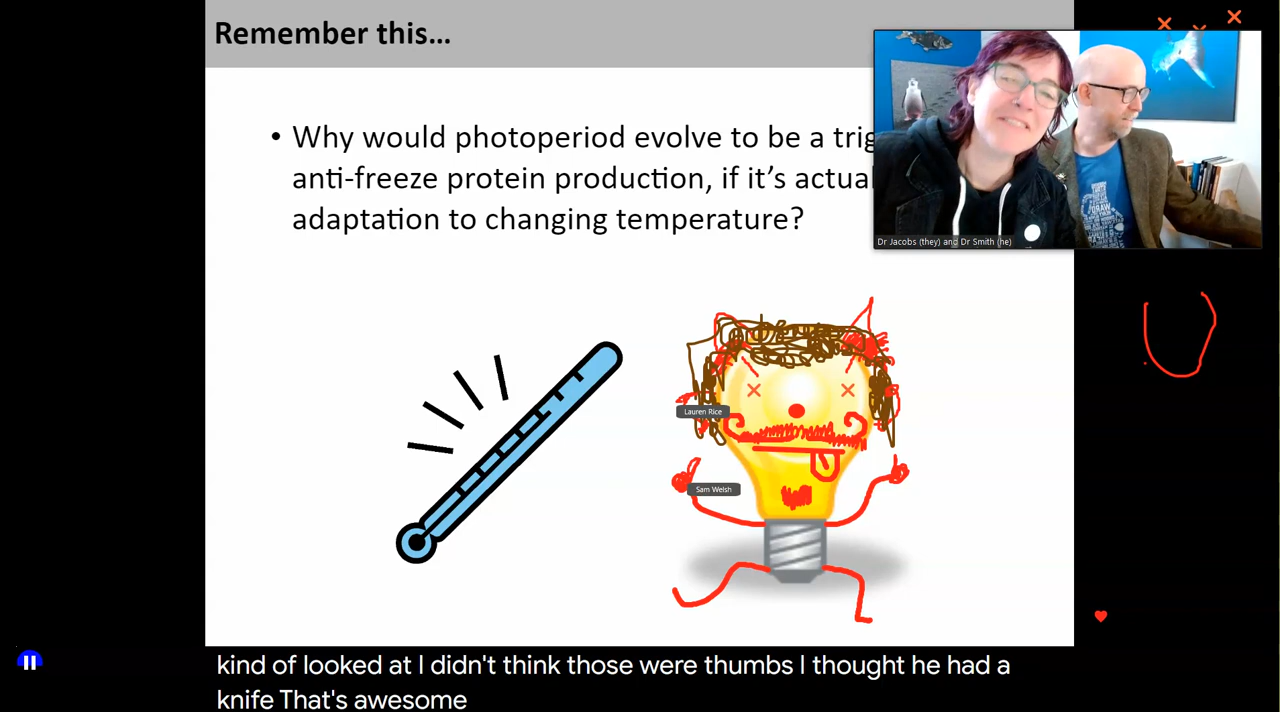 Remember this...
• Why would photoperiod evolve to be a
anti-freeze protein production, if it's
adaptation to changing temperature?
Dr Jacobs (they) and Dr Smith (he)
DRAW
Lauren Rice
Sam Welsh
kind of looked at I didn't think those were thumbs I thought he had a
knife That's awesome